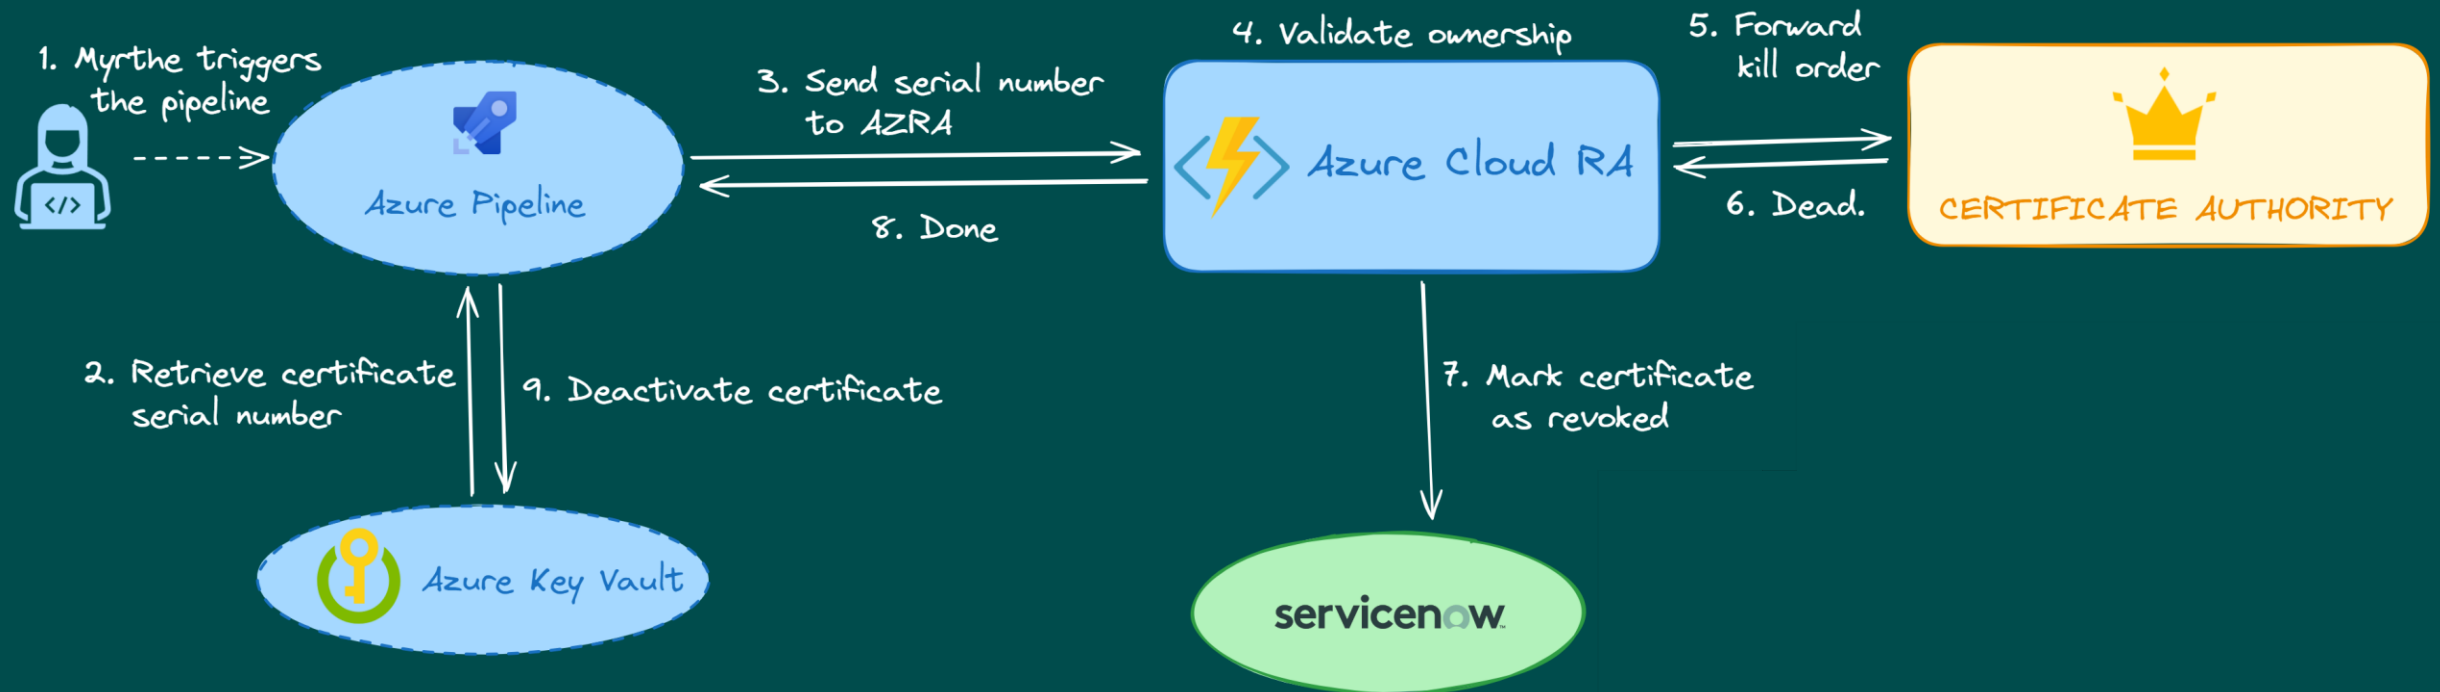 1. Myrthe triggers
the pipeline
Azure Pipeline
2. Retrieve certificate
serial number
Azure Key Vault
3. Send serial number
to AZRA
4. Validate ownership
Azure Cloud RA
5. Forward
kill order
CERTIFICATE AUTHORITY
6. Dead.
7. Mark certificate
as revoked
servicenow™
8. Done
9. Deactivate certificate